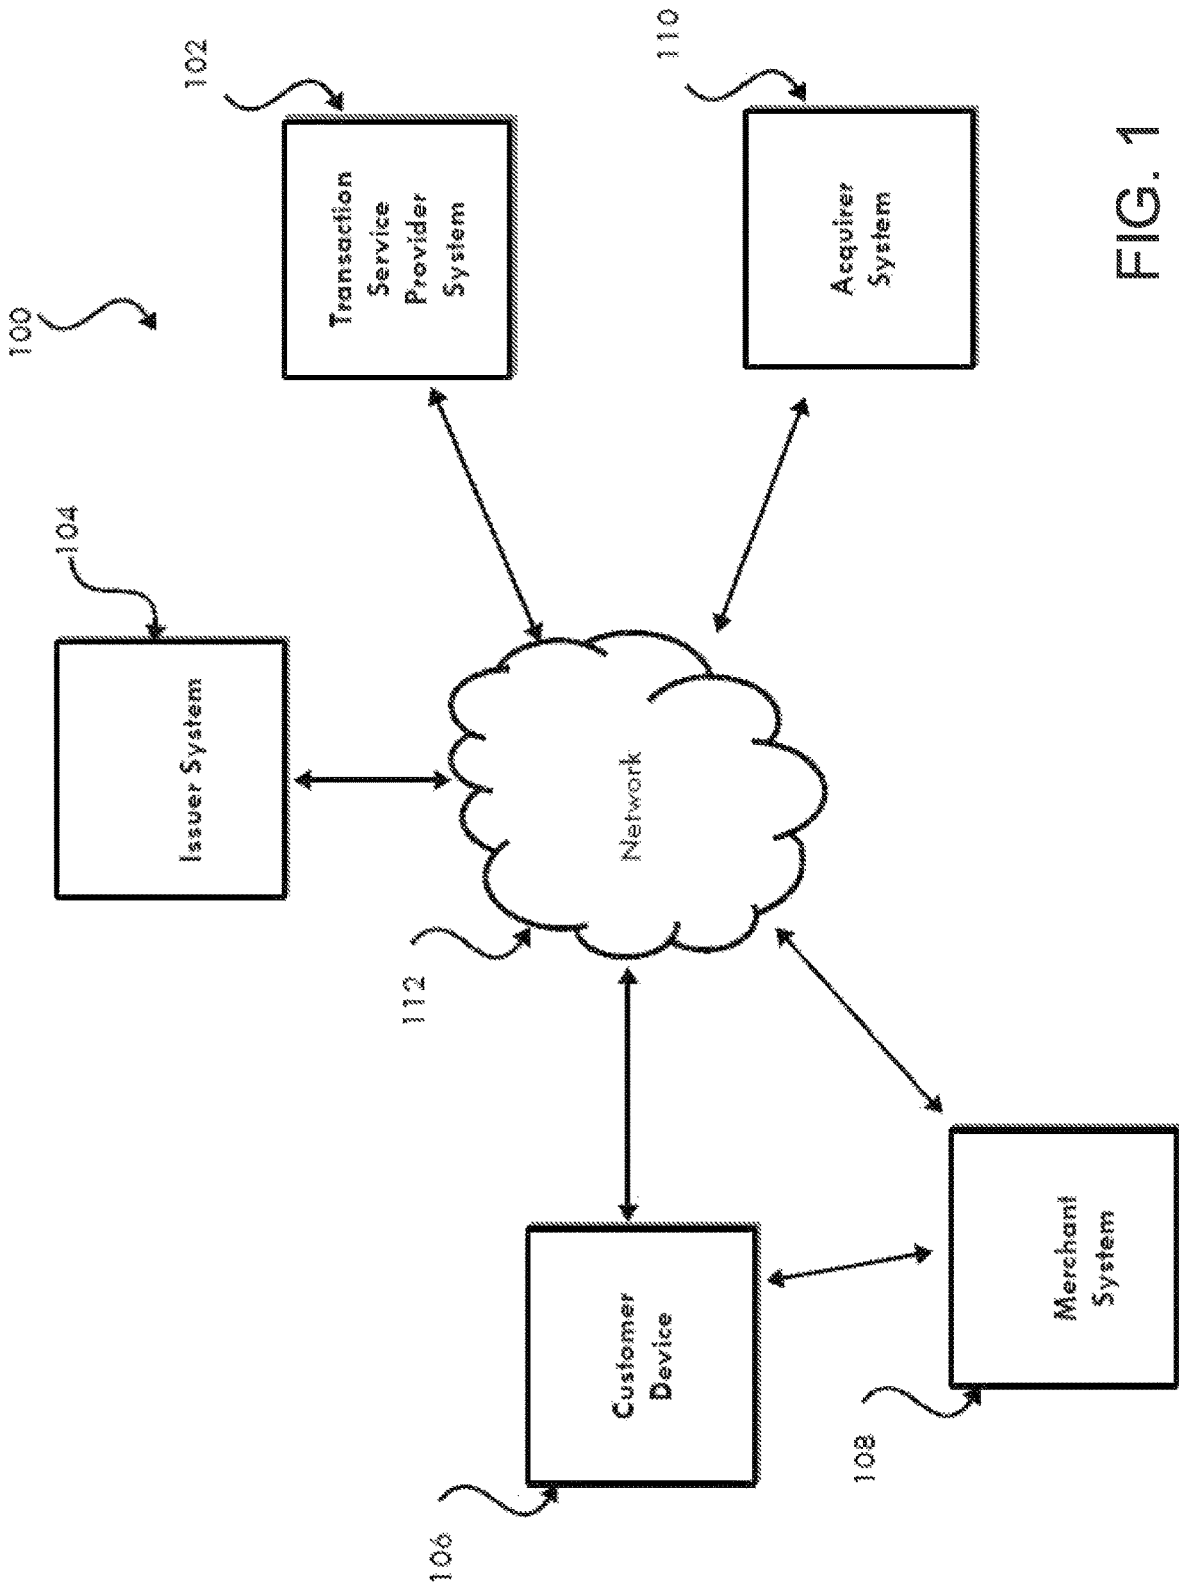 100
104
Issuer System
102
Transaction
Service
Provider
System
112
Network
106
Customer
Device
110
Acquirer
System
108
Merchant
System
FIG. 1